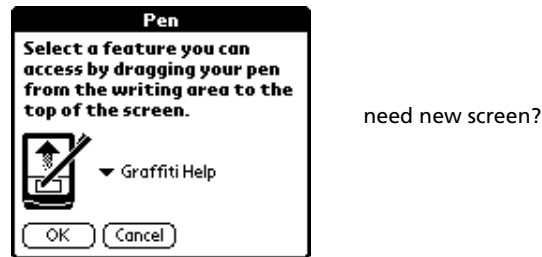 Pen
Select a feature you can
access by dragging your pen
from the writing area to the
top of the screen.
need new screen?
Graffiti Help
OK Cancel